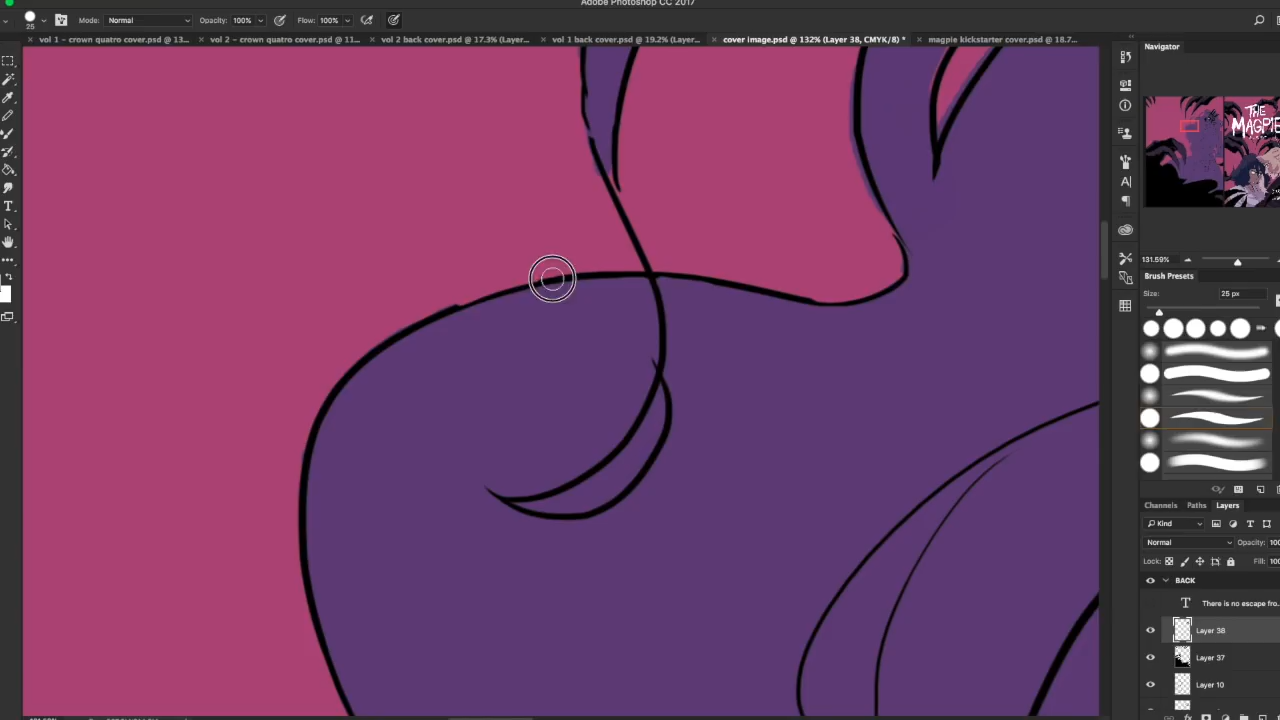 Adobe Photoshop CC 2017
25 Mode: Normal Opacity: 100% Flow: 100%
vol 1 - crown quatro cover.psd @ 13... vol 2 - crown quatro cover.psd @ 11... vol 2 back cover.psd @ 17.3% (Layer... vol 1 back cover.psd @ 19.2% (Layer... cover image.psd @ 132% (Layer 38, CMYK/8) * magpie kickstarter cover.psd @ 18.7...
Navigator
THE
MAGPIE
131.59%
Brush Presets
Size: 25 px
Channels Paths Layers
Kind
Normal Opacity: 100
Lock: Fill: 100
BACK
There is no escape fro...
Layer 38
Layer 37
Layer 10